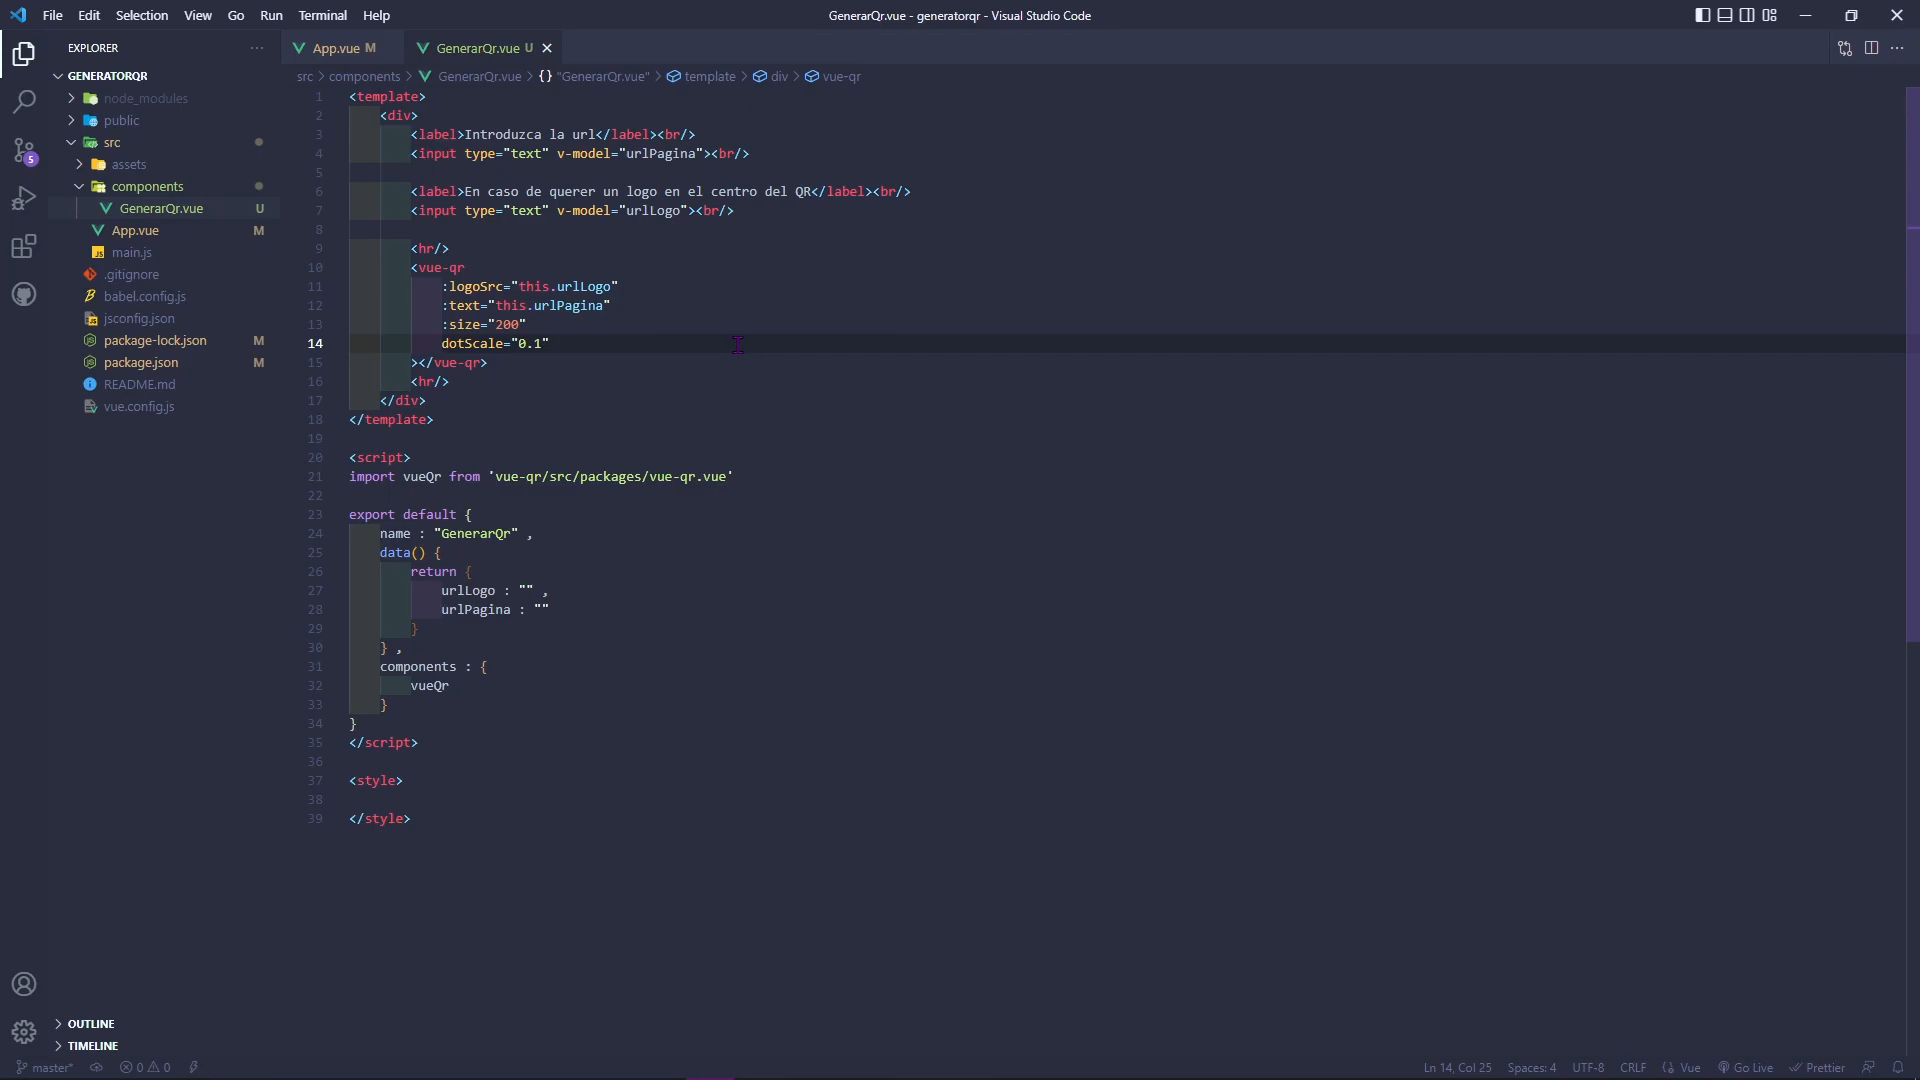 File Edit Selection View Go Run Terminal Help
GenerarQr.vue - generatorqr - Visual Studio Code
EXPLORER
App.vue M
GenerarQr.vue U
GENERATORQR
src > components > GenerarQr.vue > {} "GenerarQr.vue" > template > div > vue-qr
node_modules
public
src
assets
components
GenerarQr.vue U
App.vue M
main.js
.gitignore
babel.config.js
jsconfig.json
package-lock.json M
package.json M
README.md
vue.config.js
5
1 <template>
2 <div>
3 <label>Introduzca la url</label><br/>
4 <input type="text" v-model="urlPagina"><br/>
5
6 <label>En caso de querer un logo en el centro del QR</label><br/>
7 <input type="text" v-model="urlLogo"><br/>
8
9 <hr/>
10 <vue-qr
11 :logoSrc="this.urlLogo"
12 :text="this.urlPagina"
13 :size="200"
14 dotScale="0.1"
15 ></vue-qr>
16 <hr/>
17 </div>
18 </template>
19
20 <script>
21 import vueQr from 'vue-qr/src/packages/vue-qr.vue'
22
23 export default {
24 name : "GenerarQr" ,
25 data() {
26 return {
27 urlLogo : "" ,
28 urlPagina : ""
29 }
30 } ,
31 components : {
32 vueQr
33 }
34 }
35 </script>
36
37 <style>
38
39 </style>
OUTLINE
TIMELINE
master* 0 0
Ln 14, Col 25 Spaces: 4 UTF-8 CRLF {} Vue Go Live Prettier